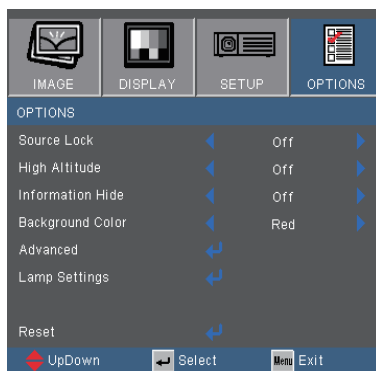 IMAGE DISPLAY SETUP OPTIONS
OPTIONS
Source Lock Off
High Altitude Off
Information Hide Off
Background Color Red
Advanced
Lamp Settings
Reset
UpDown Select Menu Exit